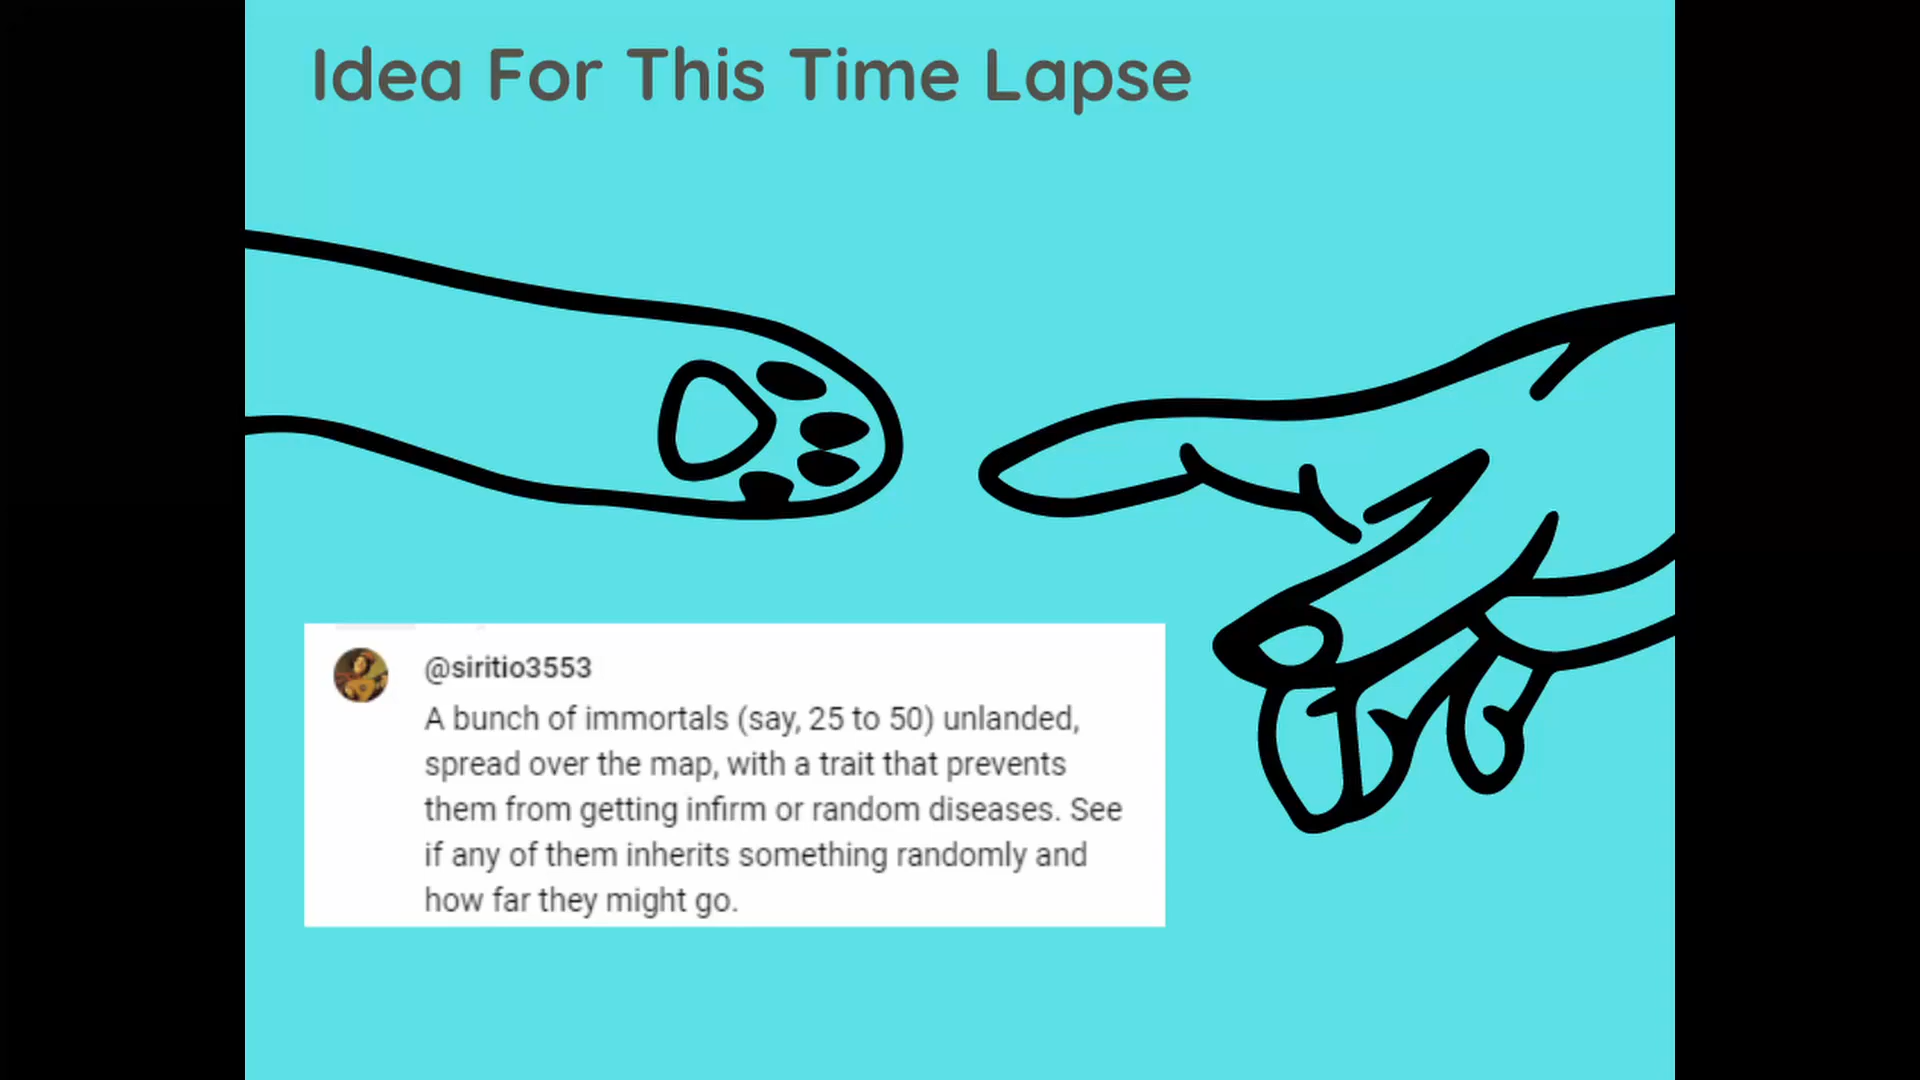 Idea For This Time Lapse
@siritio3553
A bunch of immortals (say, 25 to 50) unlanded,
spread over the map, with a trait that prevents
them from getting infirm or random diseases. See
if any of them inherits something randomly and
how far they might go.